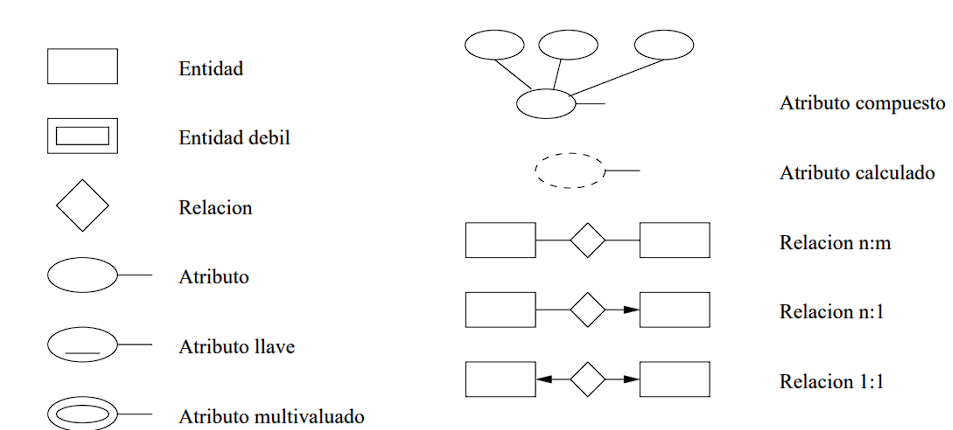 Entidad
Entidad debil
Relacion
Atributo
Atributo llave
Atributo multivaluado
Atributo compuesto
Atributo calculado
Relacion n:m
Relacion n:1
Relacion 1:1